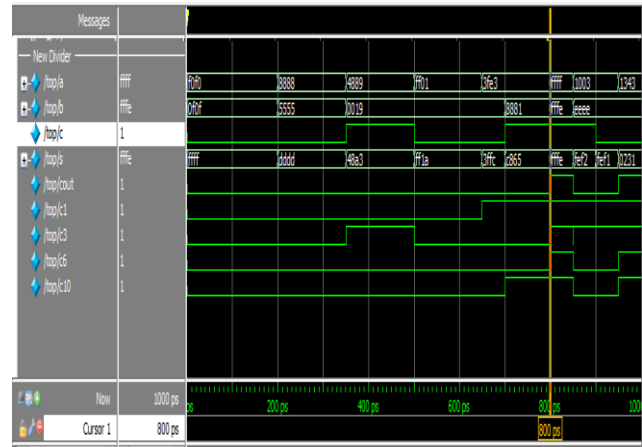 Messages
New Divider
/top/a ffff f0f0 8888 4889 ff01 3fe3 ffff 1003 1343
/top/b fffe 0f0f 5555 0019 8881 fffe eeee
/top/c 1
/top/s fffe ffff dddd 48a3 ff1a 3ffc c865 fffe fef2 fef1 0231
/top/cout 1
/top/c1 1
/top/c3 1
/top/c6 1
/top/c10 1
Now 1000 ps ps 200 ps 400 ps 600 ps 800 ps 100
Cursor 1 800 ps 800 ps